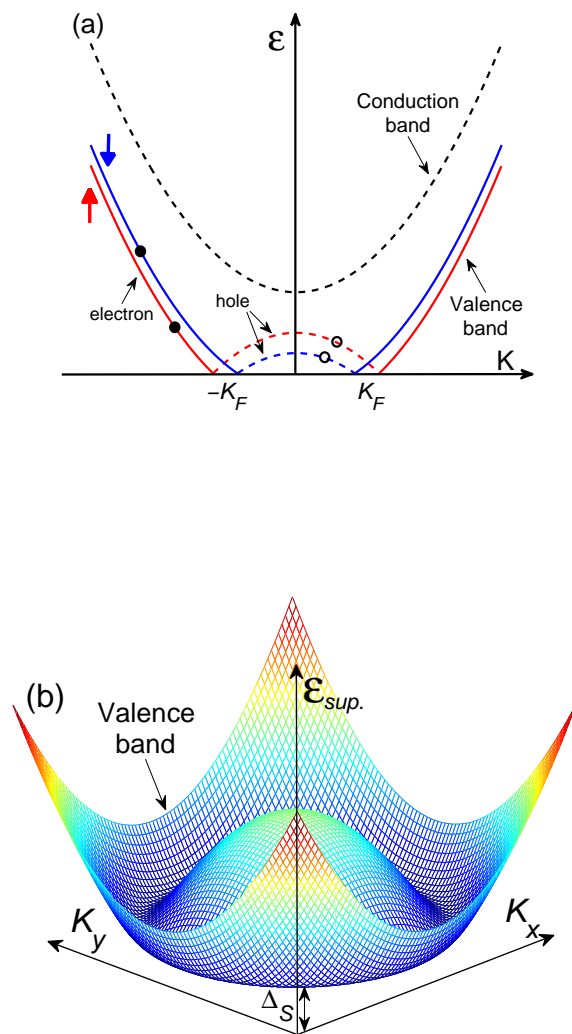 (a)
ε
Conduction
band
hole
electron
Valence
band
K
−K_F
K_F
(b)
ε_sup.
Valence
band
K_y
K_x
Δ_S